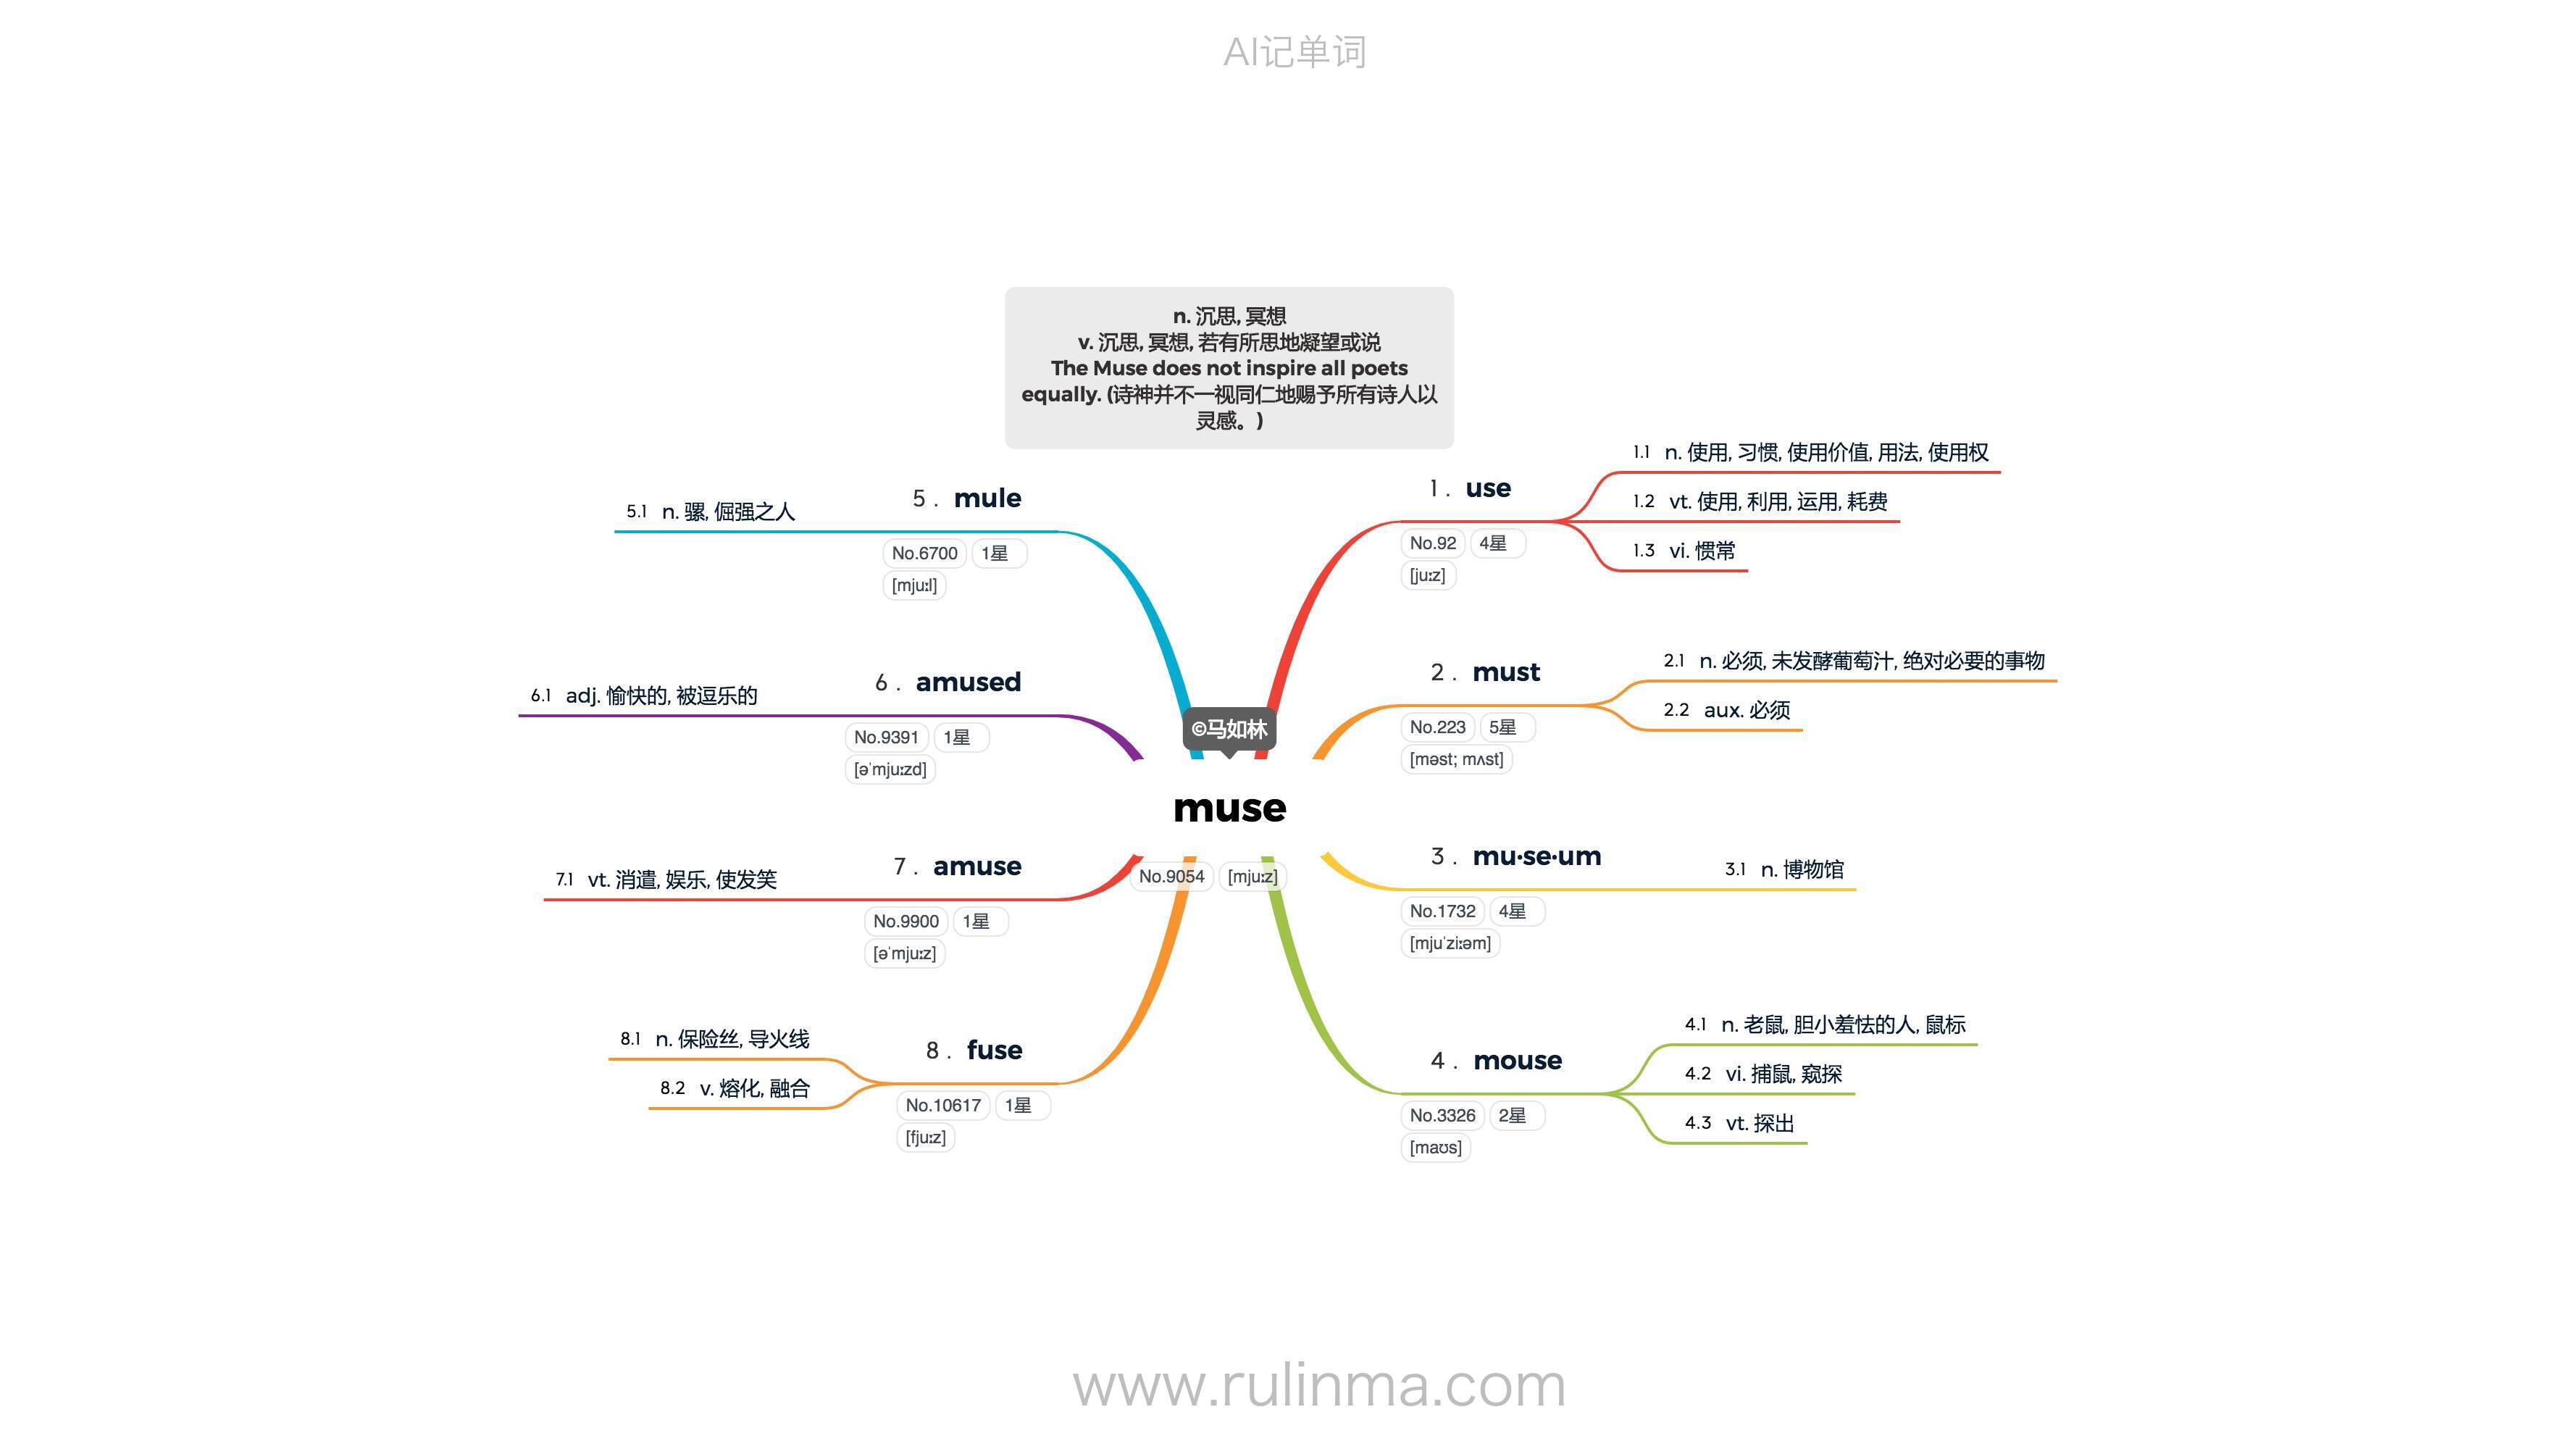 AI记单词
n. 沉思, 冥想
v. 沉思, 冥想, 若有所思地凝望或说
The Muse does not inspire all poets
equally. (诗神并不一视同仁地赐予所有诗人以
灵感。)
©马如林
muse
No.9054 [mjuːz]
1 . use
No.92 4星
[juːz]
1.1 n. 使用, 习惯, 使用价值, 用法, 使用权
1.2 vt. 使用, 利用, 运用, 耗费
1.3 vi. 惯常
2 . must
No.223 5星
[məst; mʌst]
2.1 n. 必须, 未发酵葡萄汁, 绝对必要的事物
2.2 aux. 必须
3 . mu·se·um
No.1732 4星
[mjuˈziːəm]
3.1 n. 博物馆
4 . mouse
No.3326 2星
[maʊs]
4.1 n. 老鼠, 胆小羞怯的人, 鼠标
4.2 vi. 捕鼠, 窥探
4.3 vt. 探出
5 . mule
No.6700 1星
[mjuːl]
5.1 n. 骡, 倔强之人
6 . amused
No.9391 1星
[əˈmjuːzd]
6.1 adj. 愉快的, 被逗乐的
7 . amuse
No.9900 1星
[əˈmjuːz]
7.1 vt. 消遣, 娱乐, 使发笑
8 . fuse
No.10617 1星
[fjuːz]
8.1 n. 保险丝, 导火线
8.2 v. 熔化, 融合
www.rulinma.com